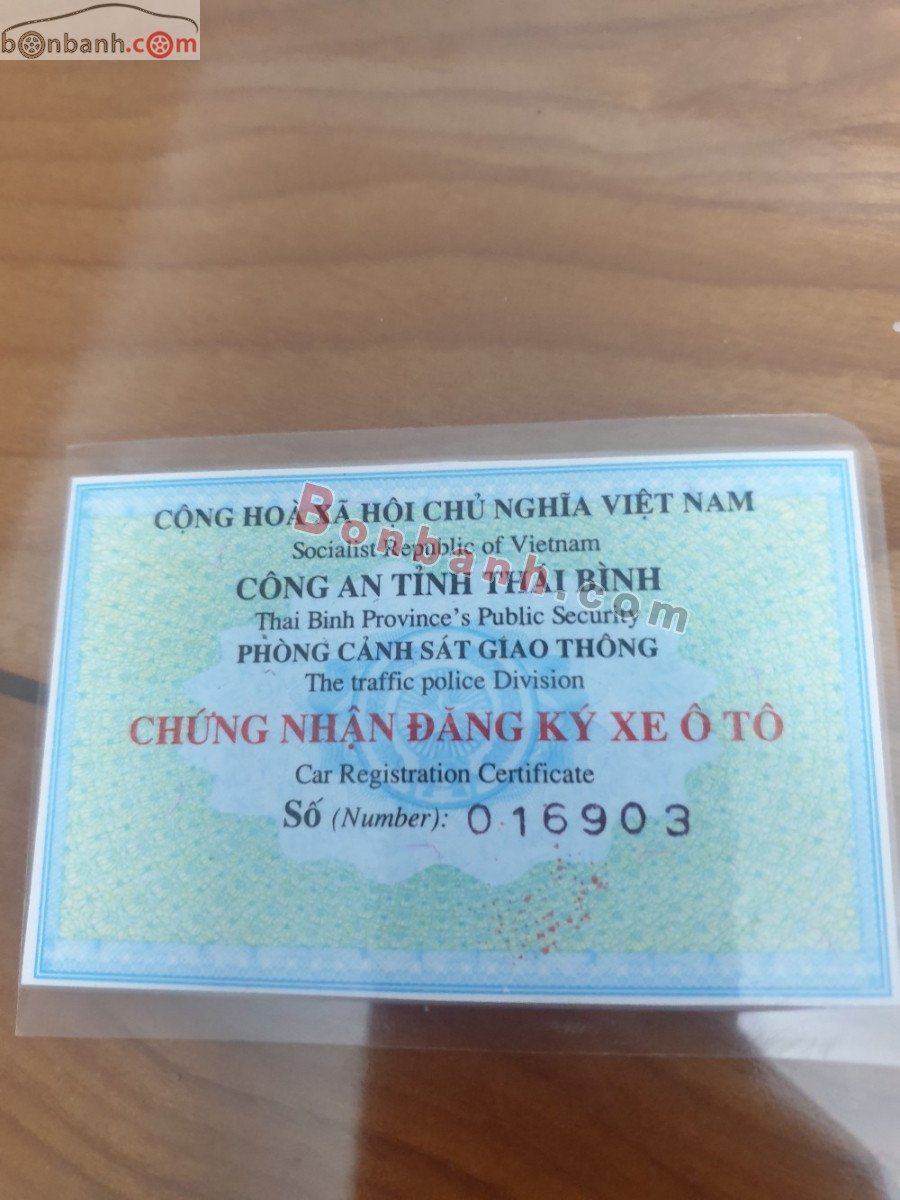 bonbanh.com
CỘNG HOÀ XÃ HỘI CHỦ NGHĨA VIỆT NAM
Socialist Republic of Vietnam
CÔNG AN TỈNH THÁI BÌNH
Thai Binh Province's Public Security
PHÒNG CẢNH SÁT GIAO THÔNG
The traffic police Division
CHỨNG NHẬN ĐĂNG KÝ XE Ô TÔ
Car Registration Certificate
Số (Number): 016903
Bonbanh.com